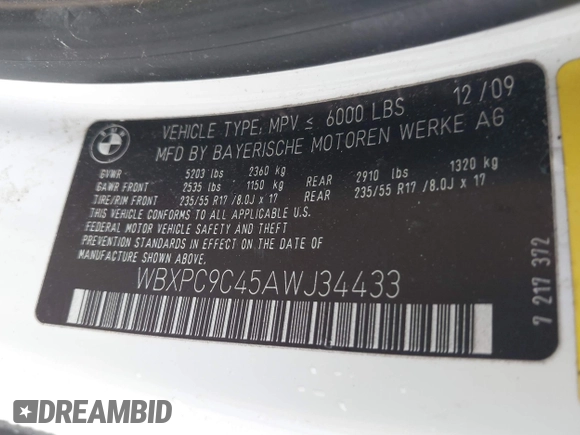 BMW
VEHICLE TYPE: MPV ≤ 6000 LBS 12/09
MFD BY BAYERISCHE MOTOREN WERKE AG
GVWR 5203 lbs 2360 kg
GAWR FRONT 2535 lbs 1150 kg REAR 2910 lbs 1320 kg
TIRE/RIM FRONT 235/55 R17 /8.0J x 17 REAR 235/55 R17 /8.0J x 17
THIS VEHICLE CONFORMS TO ALL APPLICABLE U.S.
FEDERAL MOTOR VEHICLE SAFETY AND THEFT
PREVENTION STANDARDS IN EFFECT ON THE DATE OF
MANUFACTURE SHOWN ABOVE.
WBXPC9C45AWJ34433
7 217 372
DREAMBID